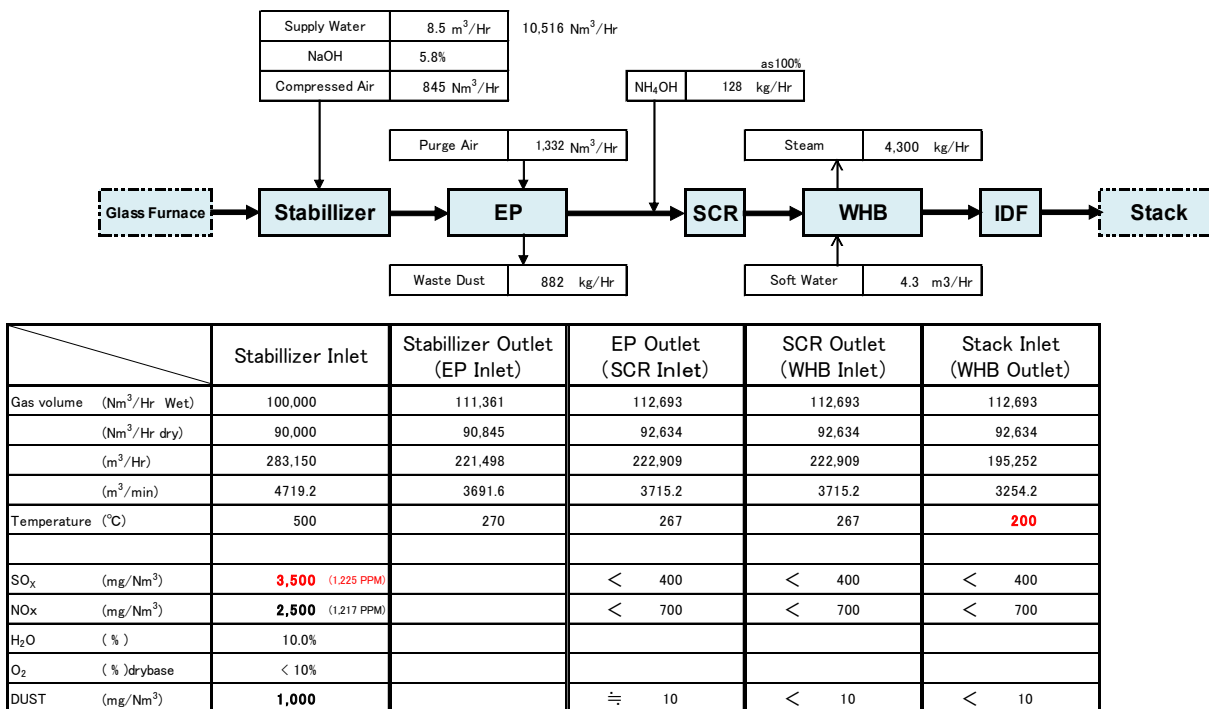 Supply Water 8.5 m³/Hr 10,516 Nm³/Hr
NaOH 5.8%
Compressed Air 845 Nm³/Hr
as100%
NH₄OH 128 kg/Hr
Purge Air 1,332 Nm³/Hr
Steam 4,300 kg/Hr
Glass Furnace Stabillizer EP SCR WHB IDF Stack
Waste Dust 882 kg/Hr
Soft Water 4.3 m3/Hr
Stabillizer Inlet Stabillizer Outlet (EP Inlet) EP Outlet (SCR Inlet) SCR Outlet (WHB Inlet) Stack Inlet (WHB Outlet)
Gas volume (Nm³/Hr Wet) 100,000 111,361 112,693 112,693 112,693
(Nm³/Hr dry) 90,000 90,845 92,634 92,634 92,634
(m³/Hr) 283,150 221,498 222,909 222,909 195,252
(m³/min) 4719.2 3691.6 3715.2 3715.2 3254.2
Temperature (℃) 500 270 267 267 200
SOX (mg/Nm³) 3,500 (1,225 PPM) < 400 < 400 < 400
NOx (mg/Nm³) 2,500 (1,217 PPM) < 700 < 700 < 700
H₂O (%) 10.0%
O₂ (%)drybase < 10%
DUST (mg/Nm³) 1,000 ≒ 10 < 10 < 10